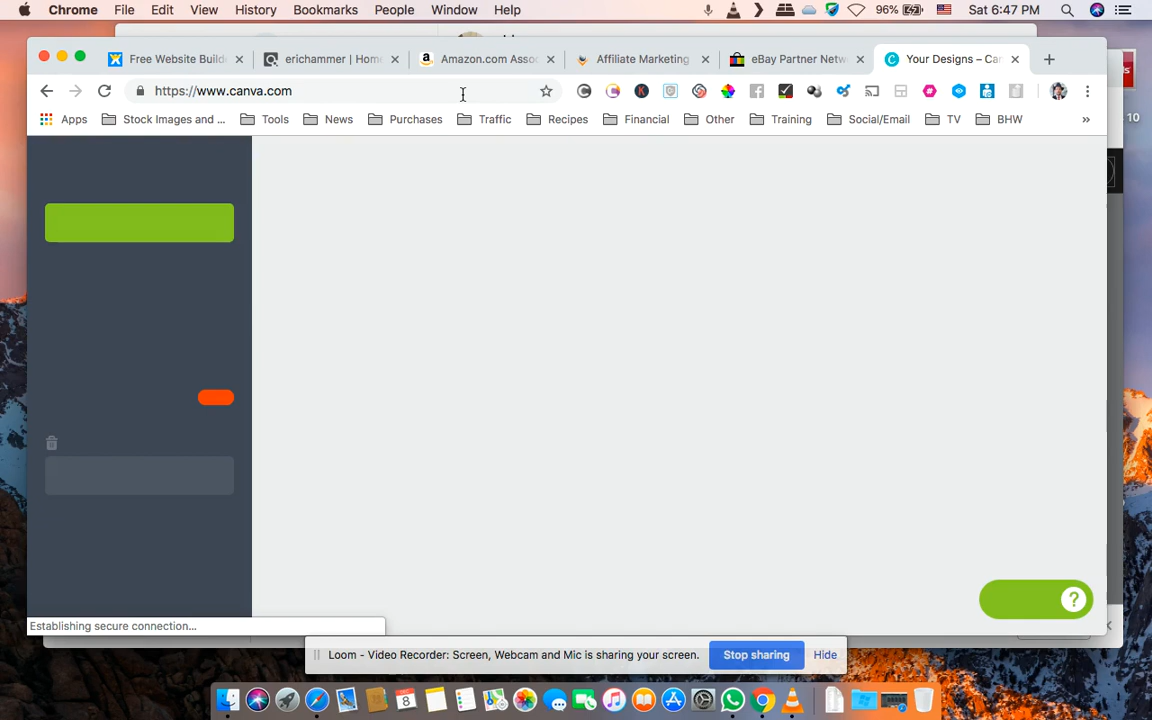 Chrome File Edit View History Bookmarks People Window Help 96% Sat 6:47 PM
Free Website Build erichammer | Hom Amazon.com Asso Affiliate Marketing eBay Partner Netw Your Designs – Can
https://www.canva.com
Apps Stock Images and ... Tools News Purchases Traffic Recipes Financial Other Training Social/Email TV BHW »
10
?
Establishing secure connection...
Loom - Video Recorder: Screen, Webcam and Mic is sharing your screen. Stop sharing Hide
8